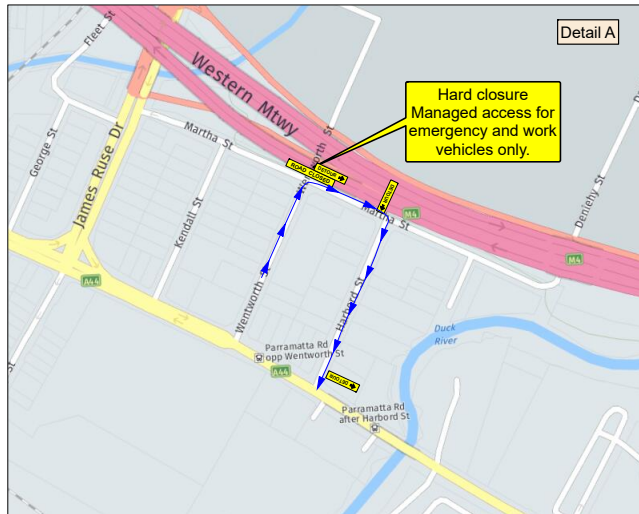 Detail A
Fleet St
Western Mtwy
Hard closure
Managed access for
emergency and work
vehicles only.
Martha St
George St
James Ruse Dr
Kendall St
ROAD CLOSED
DETOUR
DETOUR
Martha St
M4
Deniehy St
M4
A44
Wentworth St
Harbord St
Duck
River
Parramatta Rd
opp Wentworth St
A44
DETOUR
Parramatta Rd
after Harbord St
St